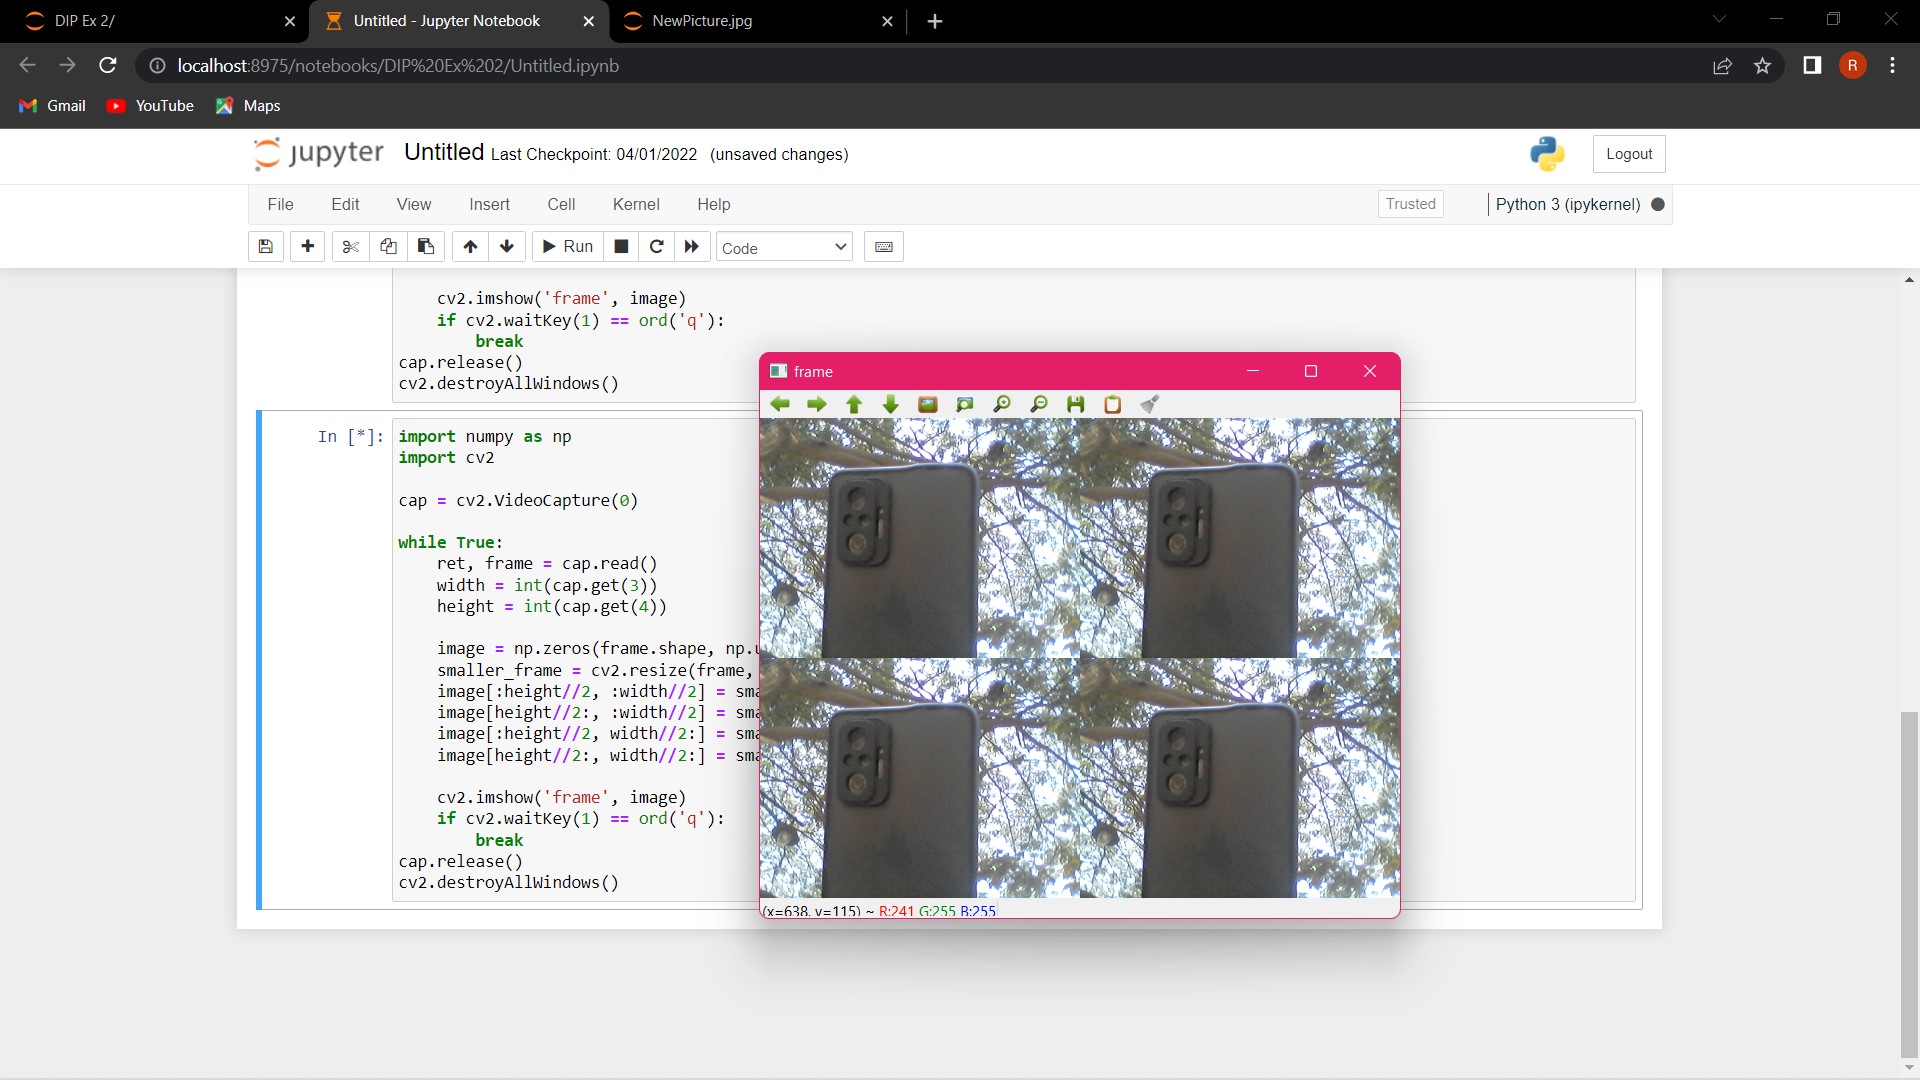 DIP Ex 2/
Untitled - Jupyter Notebook
NewPicture.jpg
localhost:8975/notebooks/DIP%20Ex%202/Untitled.ipynb
R
Gmail
YouTube
Maps
jupyter
Untitled Last Checkpoint: 04/01/2022 (unsaved changes)
Logout
File Edit View Insert Cell Kernel Help
Trusted
Python 3 (ipykernel)
Run
Code
cv2.imshow('frame', image)
if cv2.waitKey(1) == ord('q'):
break
cap.release()
cv2.destroyAllWindows()
In [*]:
import numpy as np
import cv2
cap = cv2.VideoCapture(0)
while True:
ret, frame = cap.read()
width = int(cap.get(3))
height = int(cap.get(4))
image = np.zeros(frame.shape, np.u
smaller_frame = cv2.resize(frame,
image[:height//2, :width//2] = sma
image[height//2:, :width//2] = sma
image[:height//2, width//2:] = sma
image[height//2:, width//2:] = sma
cv2.imshow('frame', image)
if cv2.waitKey(1) == ord('q'):
break
cap.release()
cv2.destroyAllWindows()
frame
(x=638, y=115) ~ R:241 G:255 B:255